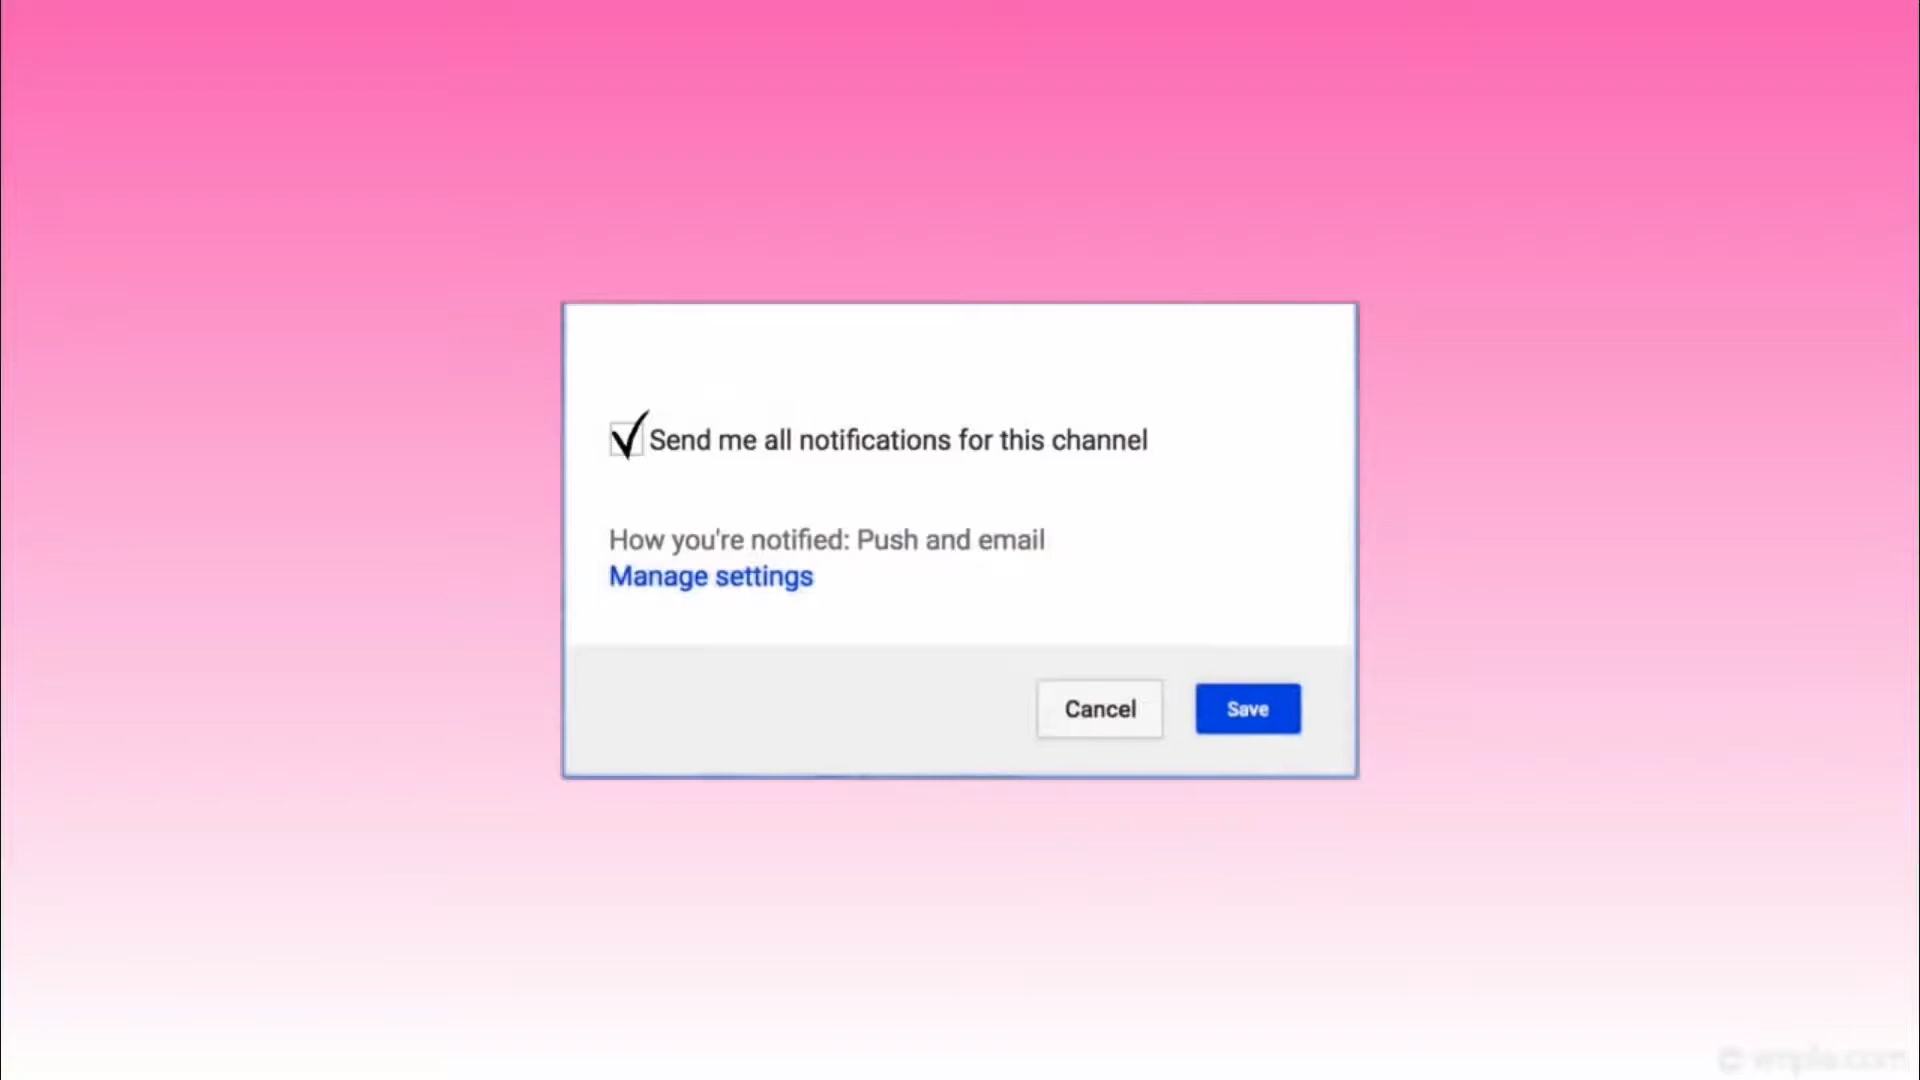 Send me all notifications for this channel
How you're notified: Push and email
Manage settings
Cancel
Save